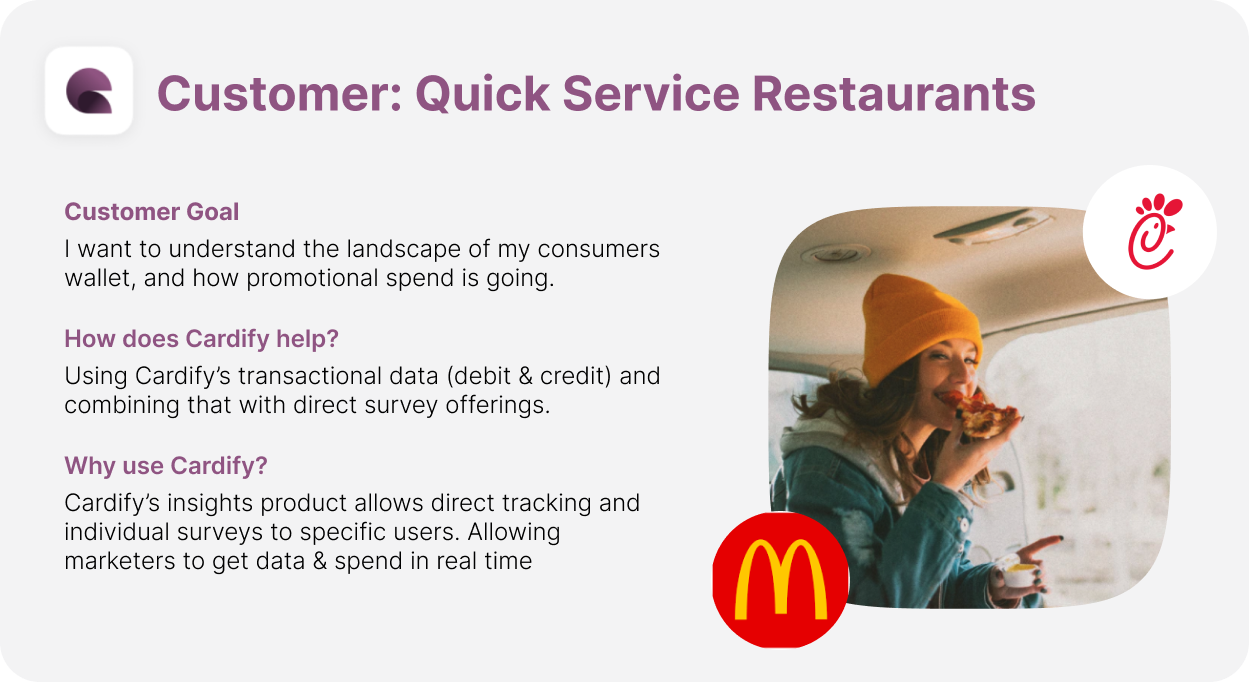 Customer: Quick Service Restaurants
Customer Goal
I want to understand the landscape of my consumers
wallet, and how promotional spend is going.
How does Cardify help?
Using Cardify’s transactional data (debit & credit) and
combining that with direct survey offerings.
Why use Cardify?
Cardify’s insights product allows direct tracking and
individual surveys to specific users. Allowing
marketers to get data & spend in real time